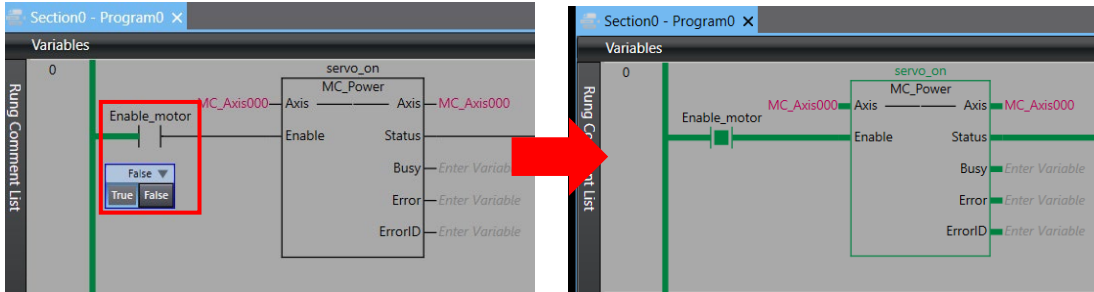 Section0 - Program0 ×
Variables
Rung Comment List
0
servo_on
MC_Power
MC_Axis000 Axis Axis MC_Axis000
Enable_motor
Enable Status
Busy Enter Variable
False ▼
True False
Error Enter Variable
ErrorID Enter Variable
Section0 - Program0 ×
Variables
Rung Co nt List
0
servo_on
MC_Power
MC_Axis000 Axis Axis MC_Axis000
Enable_motor
Enable Status
Busy Enter Variable
Error Enter Variable
ErrorID Enter Variable